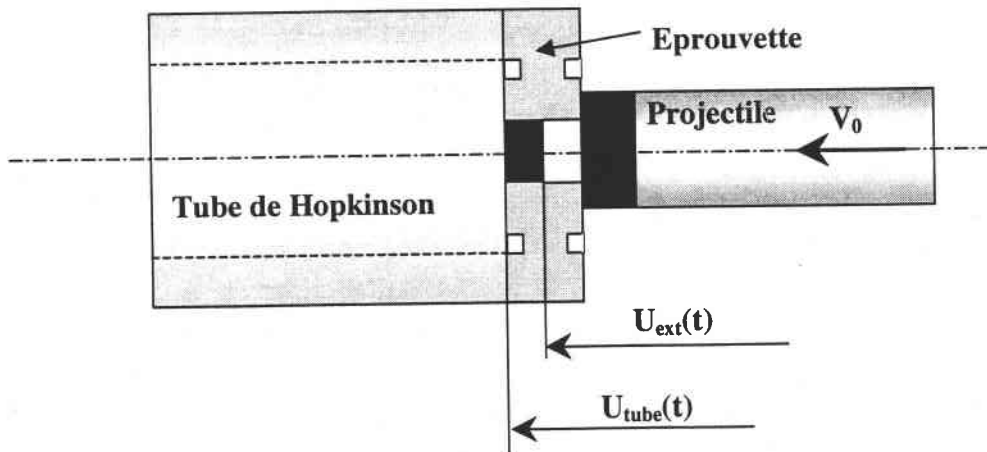 Eprouvette
Projectile
V₀
Tube de Hopkinson
Uext(t)
Utube(t)